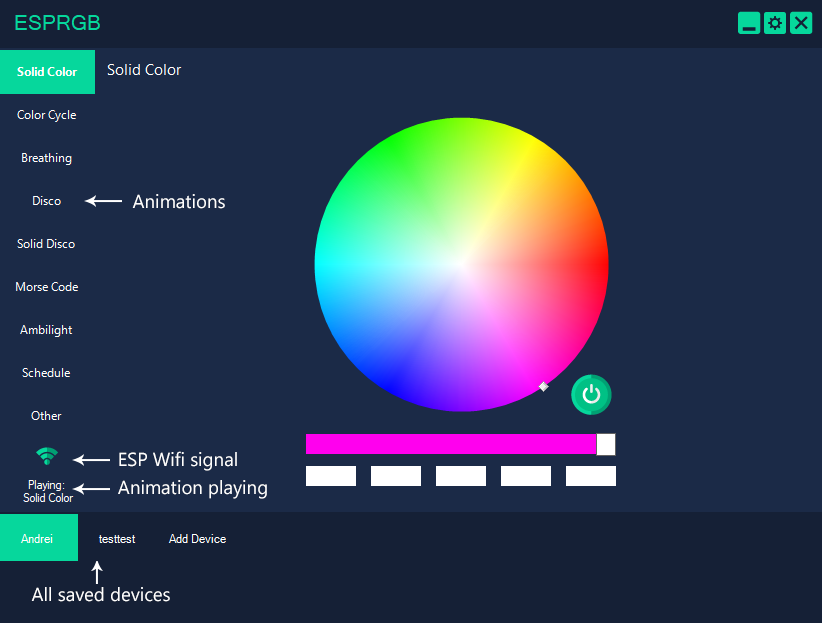 ESPRGB
Solid Color
Solid Color
Color Cycle
Breathing
Disco
Animations
Solid Disco
Morse Code
Ambilight
Schedule
Other
ESP Wifi signal
Playing:
Solid Color
Animation playing
Andrei
testtest
Add Device
All saved devices